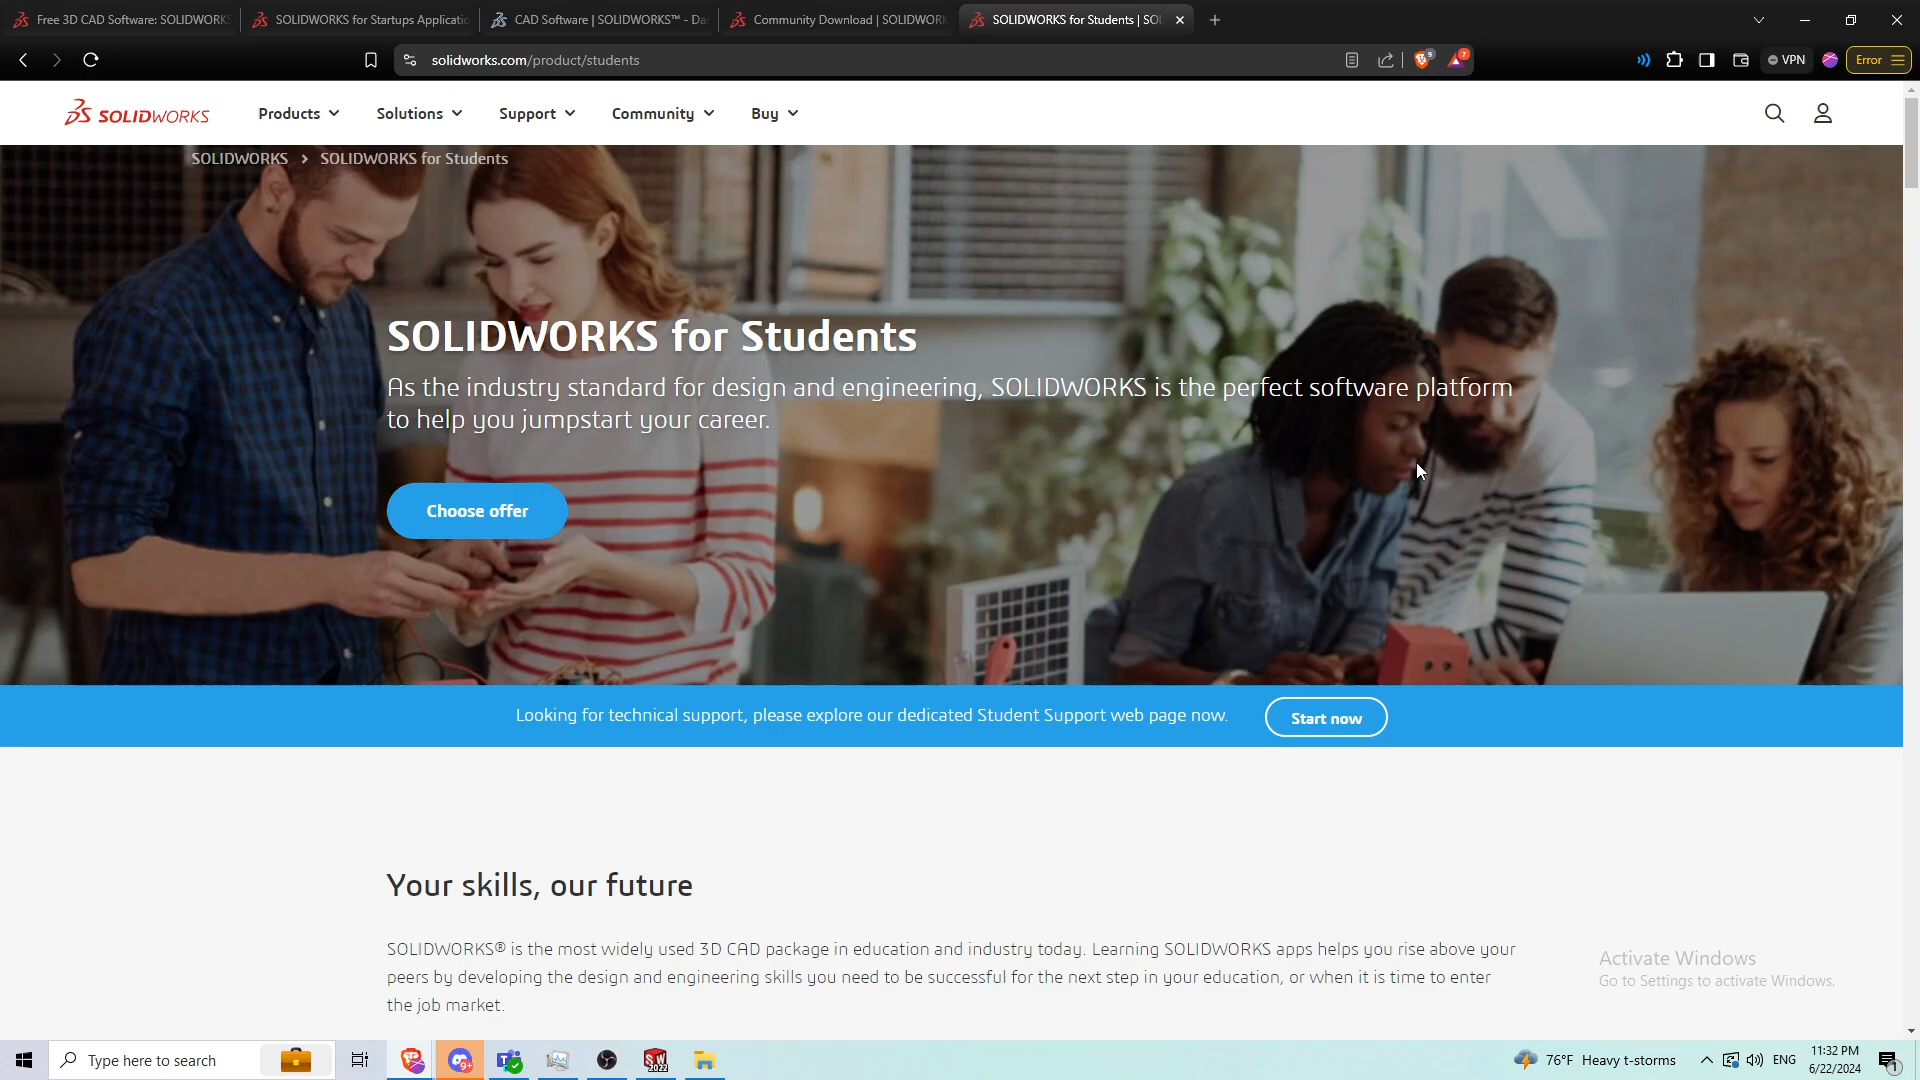 Free 3D CAD Software: SOLIDWORKS
SOLIDWORKS for Startups Applicatio
CAD Software | SOLIDWORKS™ - Da
Community Download | SOLIDWOR
SOLIDWORKS for Students | SOL
solidworks.com/product/students
9
7
VPN
Error
SOLIDWORKS
Products
Solutions
Support
Community
Buy
SOLIDWORKS > SOLIDWORKS for Students
SOLIDWORKS for Students
As the industry standard for design and engineering, SOLIDWORKS is the perfect software platform
to help you jumpstart your career.
Choose offer
Looking for technical support, please explore our dedicated Student Support web page now.
Start now
Your skills, our future
SOLIDWORKS® is the most widely used 3D CAD package in education and industry today. Learning SOLIDWORKS apps helps you rise above your
peers by developing the design and engineering skills you need to be successful for the next step in your education, or when it is time to enter
the job market.
Activate Windows
Go to Settings to activate Windows.
Type here to search
9+
SW
2022
76°F Heavy t-storms
ENG
11:32 PM
6/22/2024
1